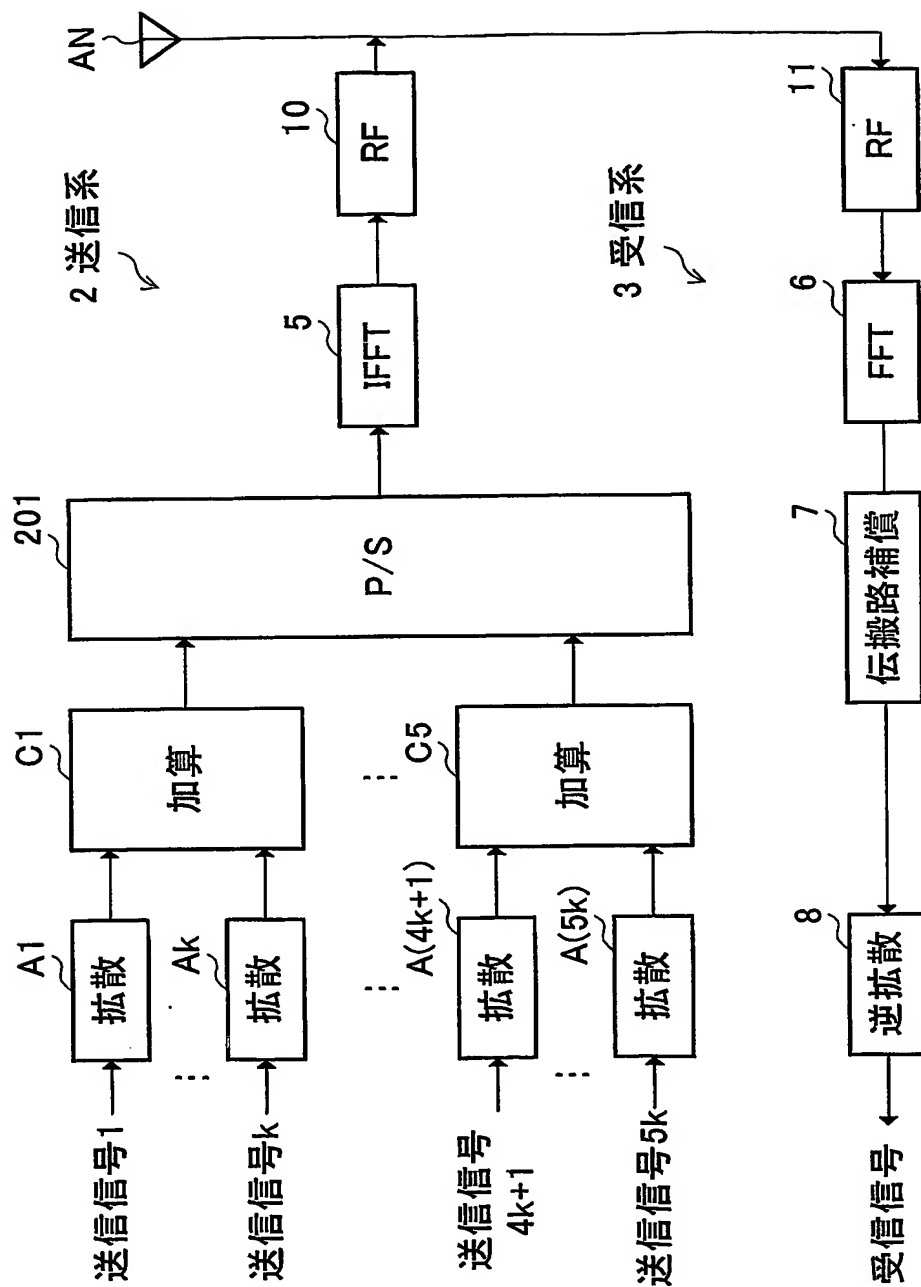 AN
2 送信系
10
RF
5
IFFT
201
P/S
C1
加算
⋮
C5
加算
A1
拡散
⋮
Ak
拡散
⋮
A(4k+1)
拡散
⋮
A(5k)
拡散
送信信号1
送信信号k
送信信号
4k+1
送信信号5k
3 受信系
11
RF
6
FFT
7
伝搬路補償
8
逆拡散
受信信号